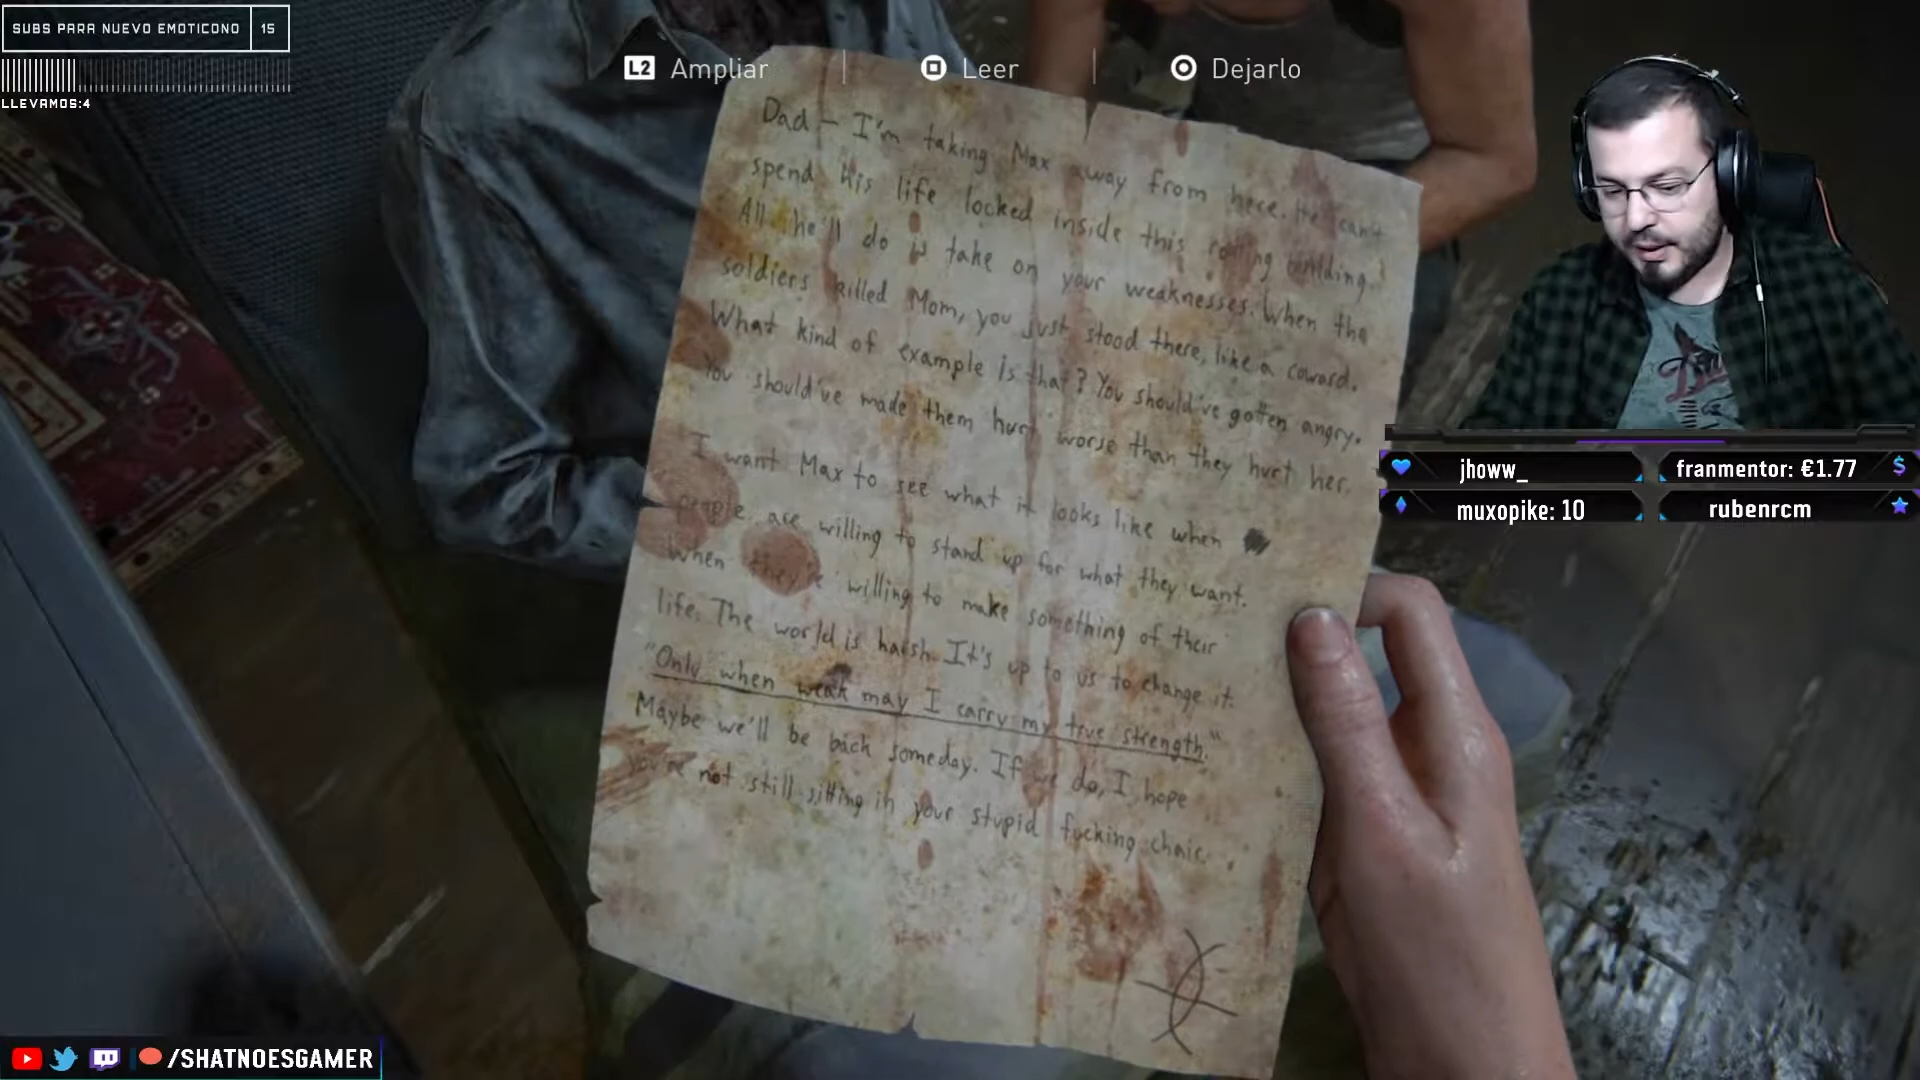 SUBS PARA NUEVO EMOTICONO 15
LLEVAMOS:4
L2 Ampliar
Leer
Dejarlo
Dad - I'm taking Max away from here. He can't
spend his life locked inside this rotting building.
All he'll do is take on your weaknesses. When the
soldiers killed Mom, you just stood there, like a coward.
What kind of example is that? You should've gotten angry.
You should've made them hurt worse than they hurt her.
I want Max to see what it looks like when
people are willing to stand up for what they want.
When they're willing to make something of their
life. The world is harsh. It's up to us to change it.
"Only when weak may I carry my true strength."
Maybe we'll be back someday. If we do, I hope
you're not still sitting in your stupid fucking chair.
jhoww_
franmentor: €1.77
muxopike: 10
rubenrcm
/SHATNOESGAMER